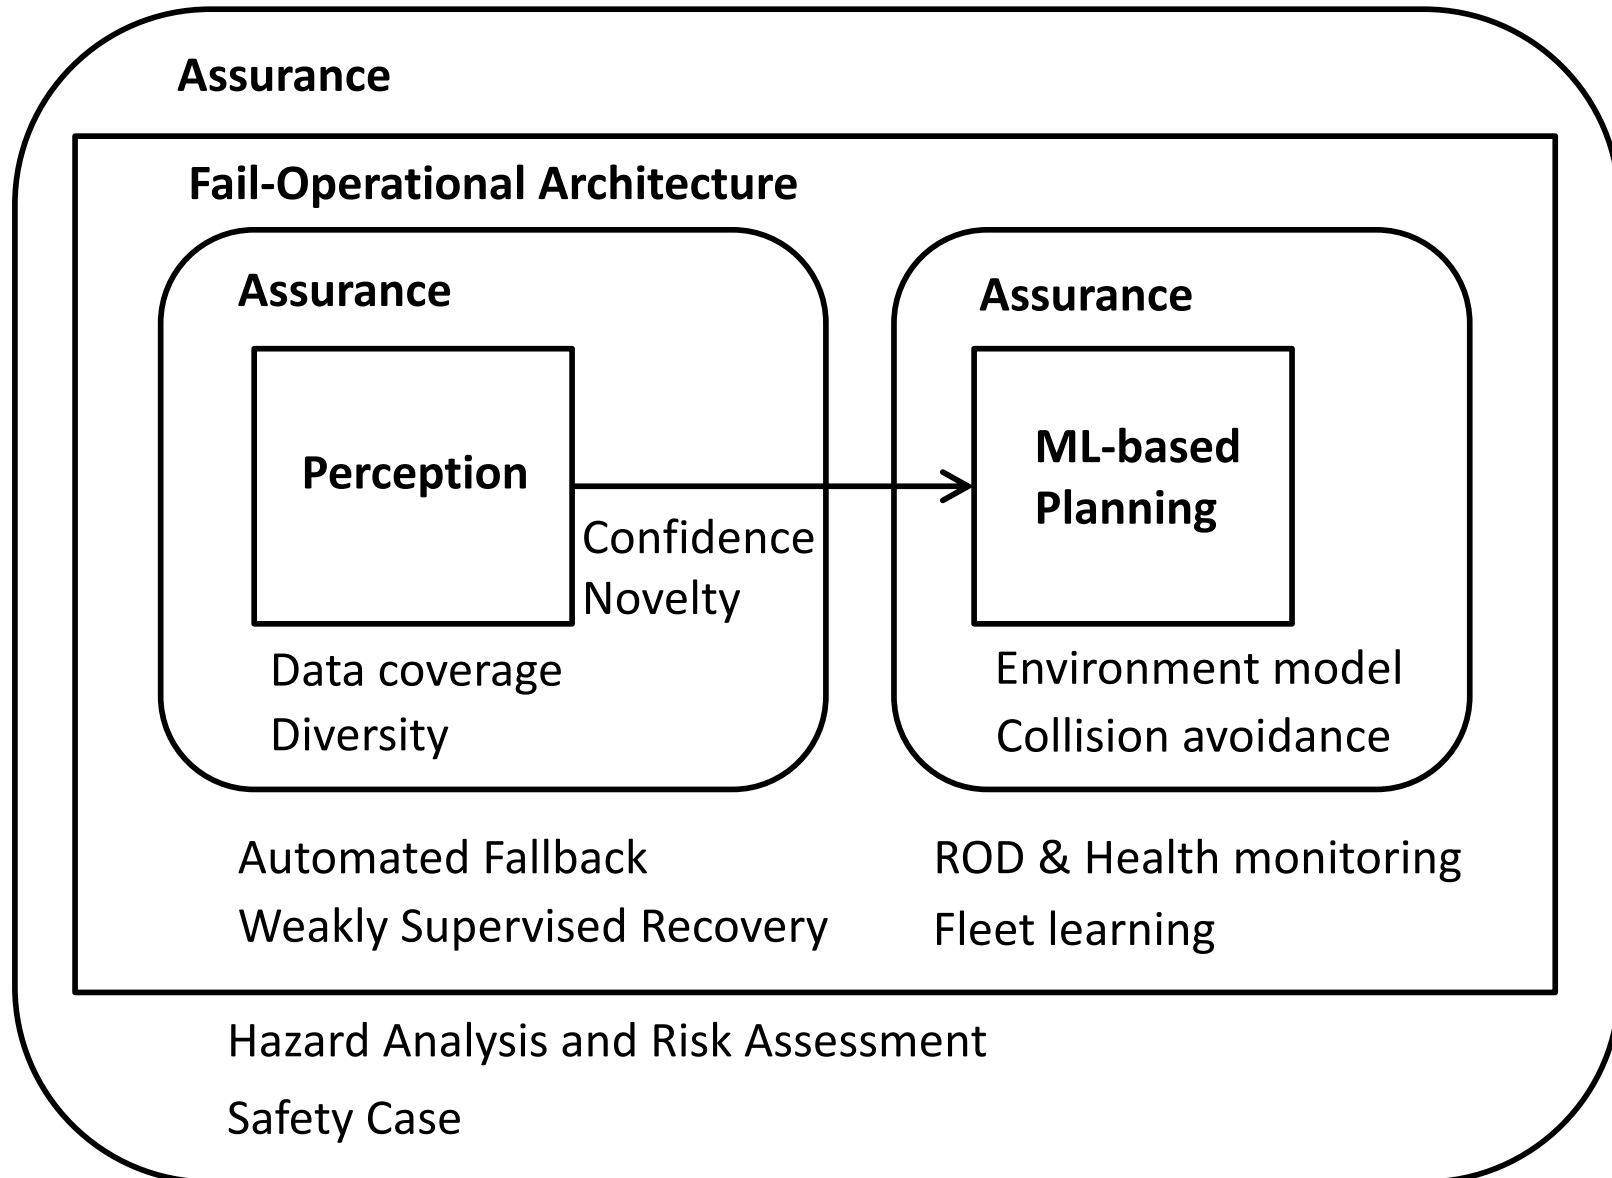 Assurance
Fail-Operational Architecture
Assurance
Perception
Confidence
Novelty
Data coverage
Diversity
Assurance
ML-based
Planning
Environment model
Collision avoidance
Automated Fallback
Weakly Supervised Recovery
ROD & Health monitoring
Fleet learning
Hazard Analysis and Risk Assessment
Safety Case